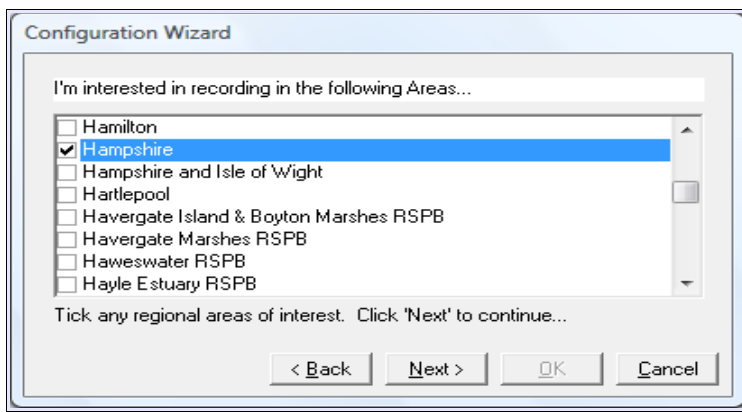 Configuration Wizard
I'm interested in recording in the following Areas...
Hamilton
Hampshire
Hampshire and Isle of Wight
Hartlepool
Havergate Island & Boyton Marshes RSPB
Havergate Marshes RSPB
Haweswater RSPB
Hayle Estuary RSPB
Tick any regional areas of interest.  Click 'Next' to continue...
< Back Next > OK Cancel